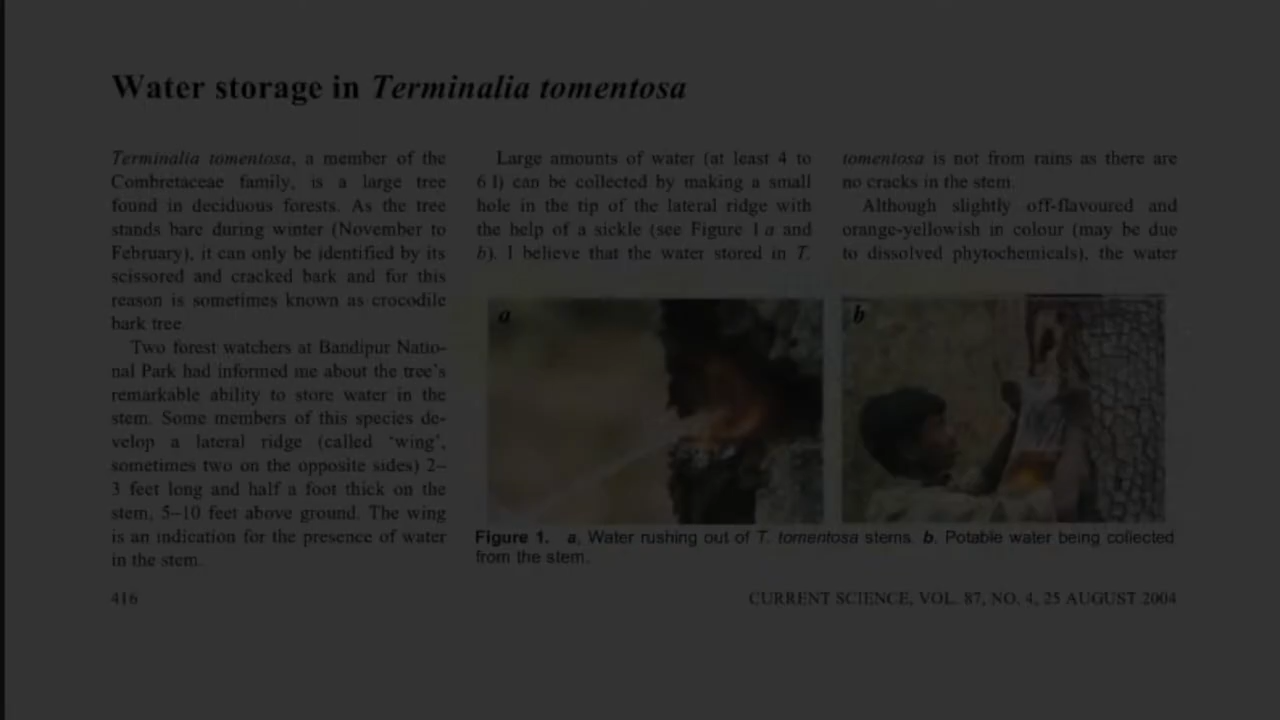 Water storage in Terminalia tomentosa
Terminalia tomentosa, a member of the
Combretaceae family, is a large tree
found in deciduous forests. As the tree
stands bare during winter (November to
February), it can only be identified by its
scissored and cracked bark and for this
reason is sometimes known as crocodile
bark tree.
Two forest watchers at Bandipur Natio-
nal Park had informed me about the tree's
remarkable ability to store water in the
stem. Some members of this species de-
velop a lateral ridge (called 'wing',
sometimes two on the opposite sides) 2–
3 feet long and half a foot thick on the
stem, 5–10 feet above ground. The wing
is an indication for the presence of water
in the stem.
Large amounts of water (at least 4 to
6 l) can be collected by making a small
hole in the tip of the lateral ridge with
the help of a sickle (see Figure 1 a and
b). I believe that the water stored in T.
tomentosa is not from rains as there are
no cracks in the stem.
Although slightly off-flavoured and
orange-yellowish in colour (may be due
to dissolved phytochemicals), the water
a
b
Figure 1. a, Water rushing out of T. tomentosa stems. b. Potable water being collected
from the stem.
416
CURRENT SCIENCE, VOL. 87, NO. 4, 25 AUGUST 2004